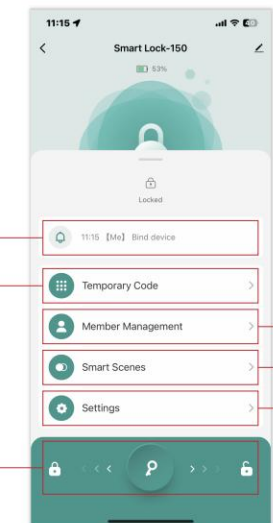 11:15
Smart Lock-150
53%
Locked
11:15 【Me】 Bind device
Temporary Code
Member Management
Smart Scenes
Settings